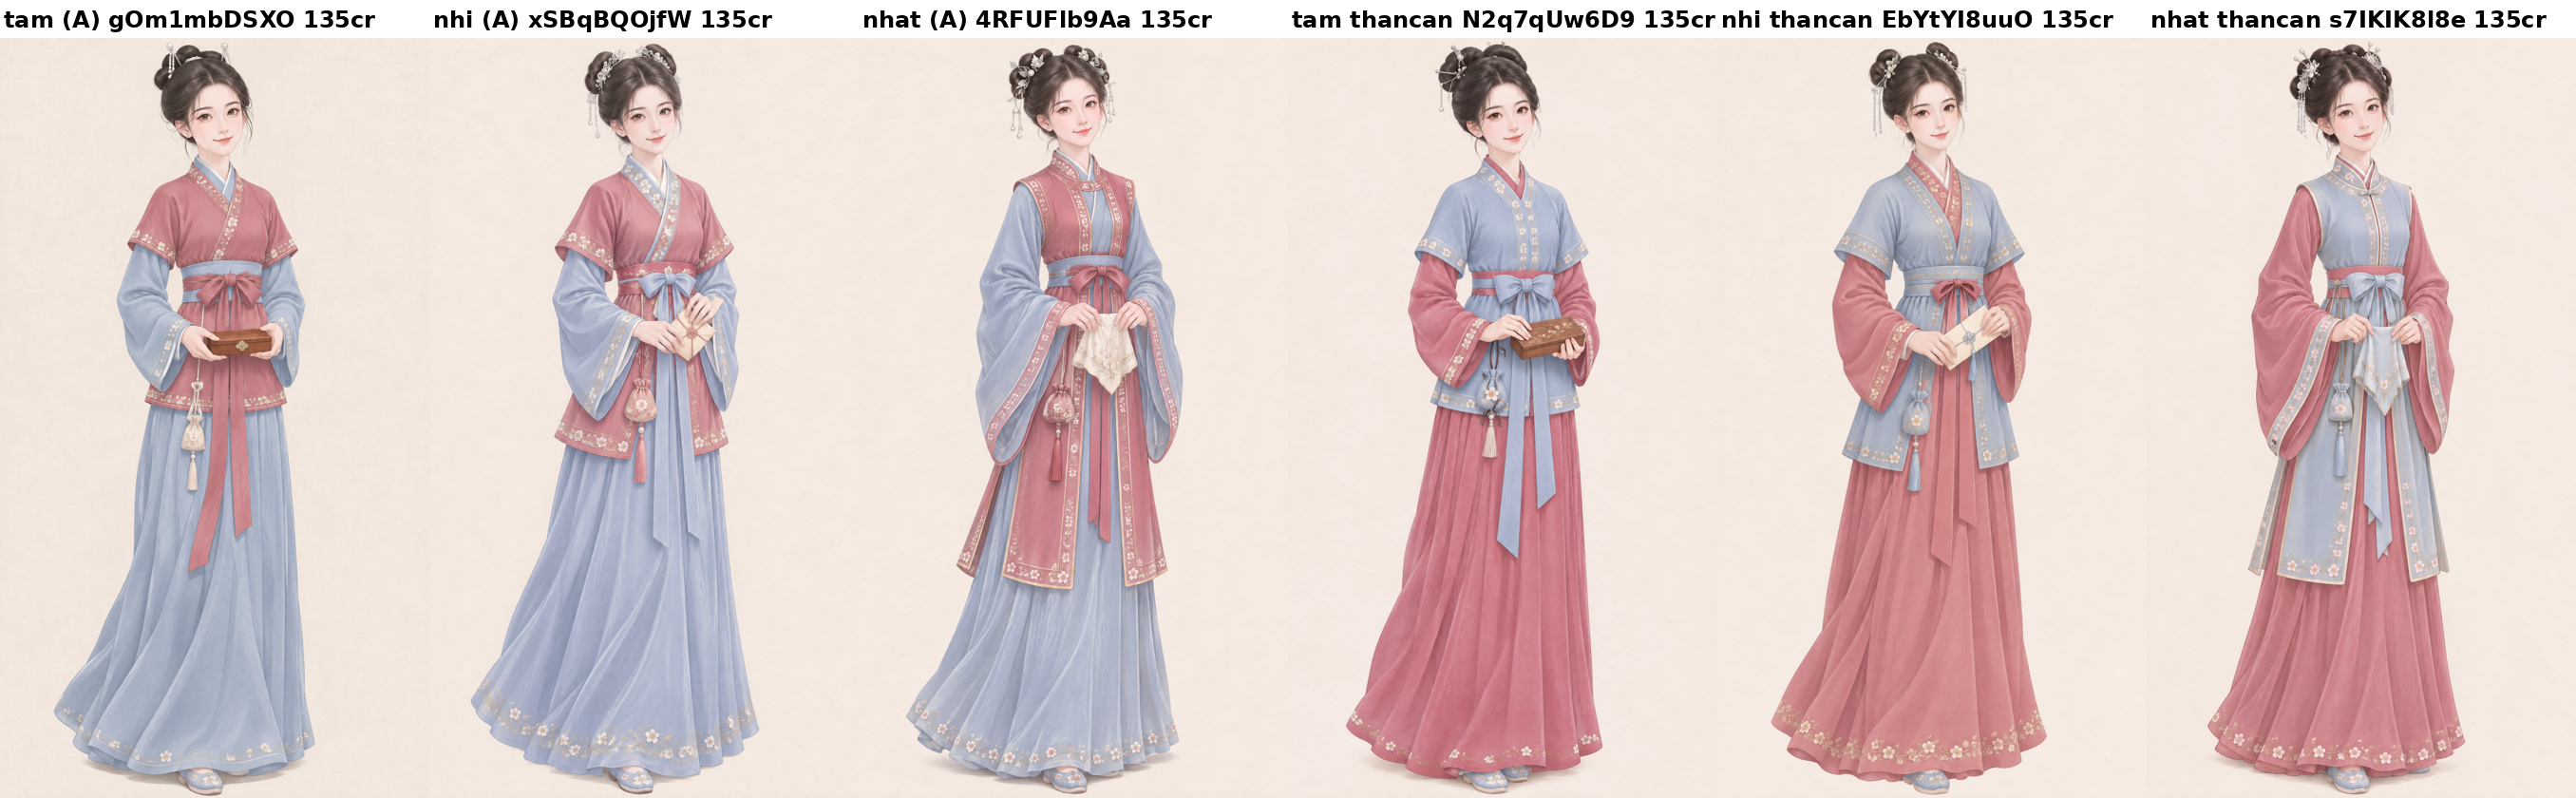 tam (A) gOm1mbDSXO 135cr
nhi (A) xSBqBQOjfW 135cr
nhat (A) 4RFUFIb9Aa 135cr
tam thancan N2q7qUw6D9 135cr
nhi thancan EbYtYI8uuO 135cr
nhat thancan s7IKIK8I8e 135cr